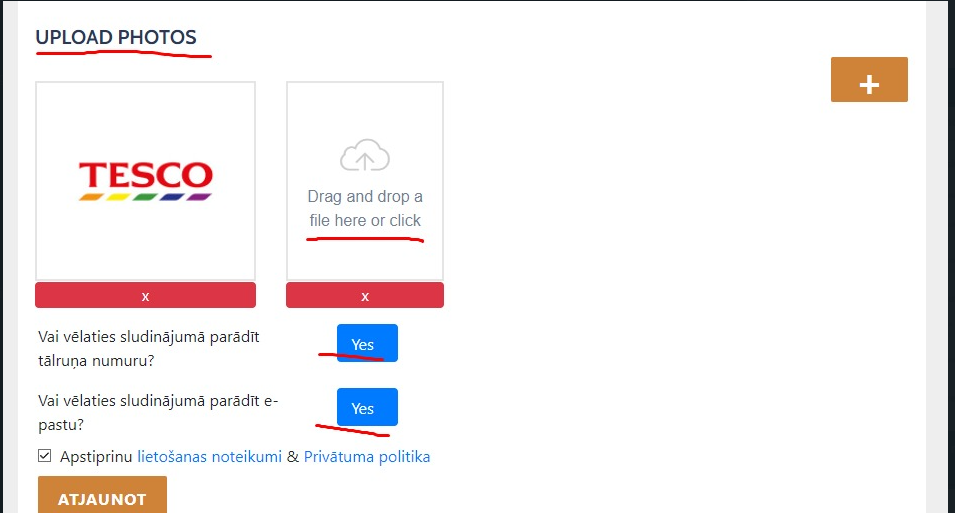 UPLOAD PHOTOS
+
TESCO
Drag and drop a
file here or click
x
x
Vai vēlaties sludinājumā parādīt
tālruņa numuru?
Yes
Vai vēlaties sludinājumā parādīt e-
pastu?
Yes
Apstiprinu lietošanas noteikumi & Privātuma politika
ATJAUNOT